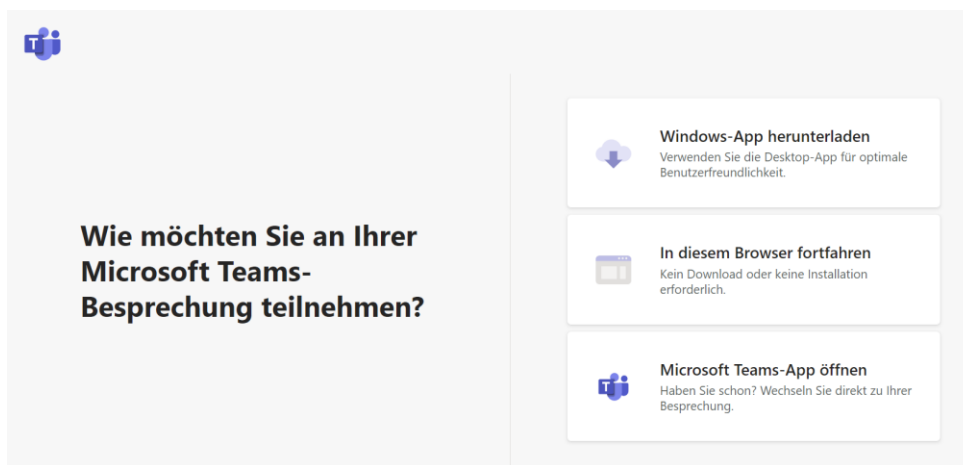 Wie möchten Sie an Ihrer
Microsoft Teams-
Besprechung teilnehmen?
Windows-App herunterladen
Verwenden Sie die Desktop-App für optimale
Benutzerfreundlichkeit.
In diesem Browser fortfahren
Kein Download oder keine Installation
erforderlich.
Microsoft Teams-App öffnen
Haben Sie schon? Wechseln Sie direkt zu Ihrer
Besprechung.